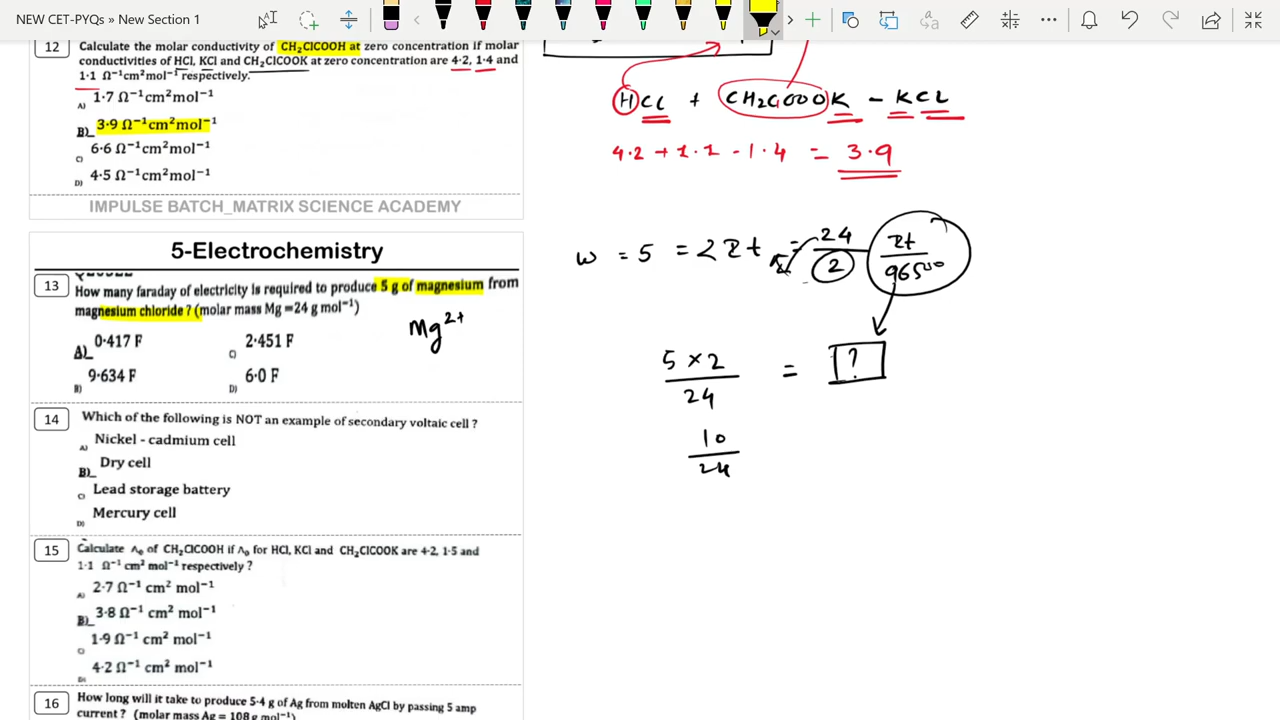 NEW CET-PYQs » New Section 1
12 Calculate the molar conductivity of CH₂ClCOOH at zero concentration if molar
conductivities of HCl, KCl and CH₂ClCOOK at zero concentration are 4·2, 1·4 and
1·1 Ω⁻¹cm²mol⁻¹ respectively.
A) 1·7 Ω⁻¹cm²mol⁻¹
B) 3·9 Ω⁻¹cm²mol⁻¹
C) 6·6 Ω⁻¹cm²mol⁻¹
D) 4·5 Ω⁻¹cm²mol⁻¹
IMPULSE BATCH_MATRIX SCIENCE ACADEMY
HCl + CH2ClCOOK - KCl
4·2 + 1·1 - 1·4 = 3·9
5-Electrochemistry
13 How many faraday of electricity is required to produce 5 g of magnesium from
magnesium chloride ? (molar mass Mg =24 g mol⁻¹)
A) 0·417 F
C) 2·451 F
B) 9·634 F
D) 6·0 F
Mg²⁺
w = 5 = Z I t = 24/2 It/96500
5 × 2/24 = ?
10/24
14 Which of the following is NOT an example of secondary voltaic cell ?
A) Nickel - cadmium cell
B) Dry cell
C) Lead storage battery
D) Mercury cell
15 Calculate Λ₀ of CH₂ClCOOH if Λ₀ for HCl, KCl and CH₂ClCOOK are 4·2, 1·5 and
1·1 Ω⁻¹ cm² mol⁻¹ respectively ?
A) 2·7 Ω⁻¹ cm² mol⁻¹
B) 3·8 Ω⁻¹ cm² mol⁻¹
C) 1·9 Ω⁻¹ cm² mol⁻¹
D) 4·2 Ω⁻¹ cm² mol⁻¹
16 How long will it take to produce 5·4 g of Ag from molten AgCl by passing 5 amp
current ? (molar mass Ag = 108 g mol⁻¹)